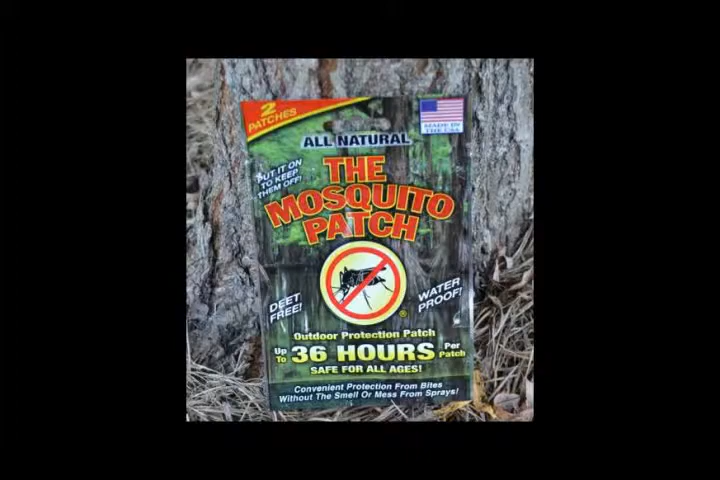 2
PATCHES
MADE IN
THE USA
ALL NATURAL
PUT IT ON
TO KEEP
THEM OFF!
THE
MOSQUITO
PATCH
DEET
FREE!
WATER
PROOF!
®
Outdoor Protection Patch
Up To 36 HOURS Per Patch
SAFE FOR ALL AGES!
Convenient Protection From Bites
Without The Smell Or Mess From Sprays!